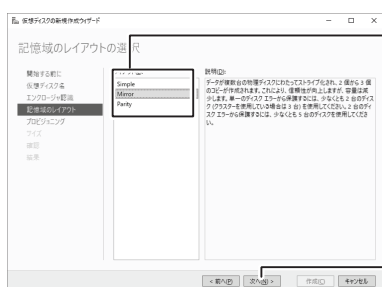 仮想ディスクの新規作成ウィザード
記憶域のレイアウトの選択
開始する前に
仮想ディスク名
エンクロージャ認識
記憶域のレイアウト
プロビジョニング
サイズ
確認
結果
Simple
Mirror
Parity
説明(D):
データが複数台の物理ディスクにわたってストライプ化され、2 個から 3 個
のコピーが作成されます。これにより、信頼性が向上しますが、容量は減
少します。単一のディスク エラーから保護するには、少なくとも 2 台のディス
ク (クラスターを使用している場合は 3 台) を使用してください。2 台のディ
スク エラーから保護するには、少なくとも 5 台のディスクを使用してくださ
い。
< 前へ(P)
次へ(N) >
作成(C)
キャンセル